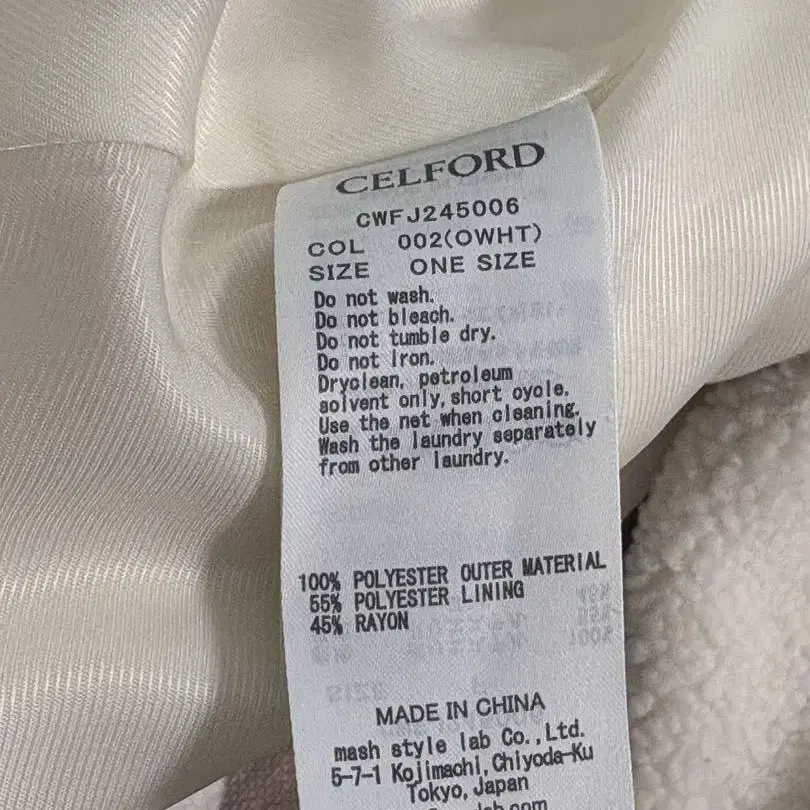 CELFORD
CWFJ245006
COL 002(OWHT)
SIZE ONE SIZE
Do not wash.
Do not bleach.
Do not tumble dry.
Do not iron.
Dryclean, petroleum
solvent only, short cycle.
Use the net when cleaning.
Wash the laundry separately
from other laundry.
100% POLYESTER OUTER MATERIAL
55% POLYESTER LINING
45% RAYON
MADE IN CHINA
mash style lab Co.,Ltd.
5-7-1 Kojimachi,Chiyoda-Ku
Tokyo, Japan
lab.com